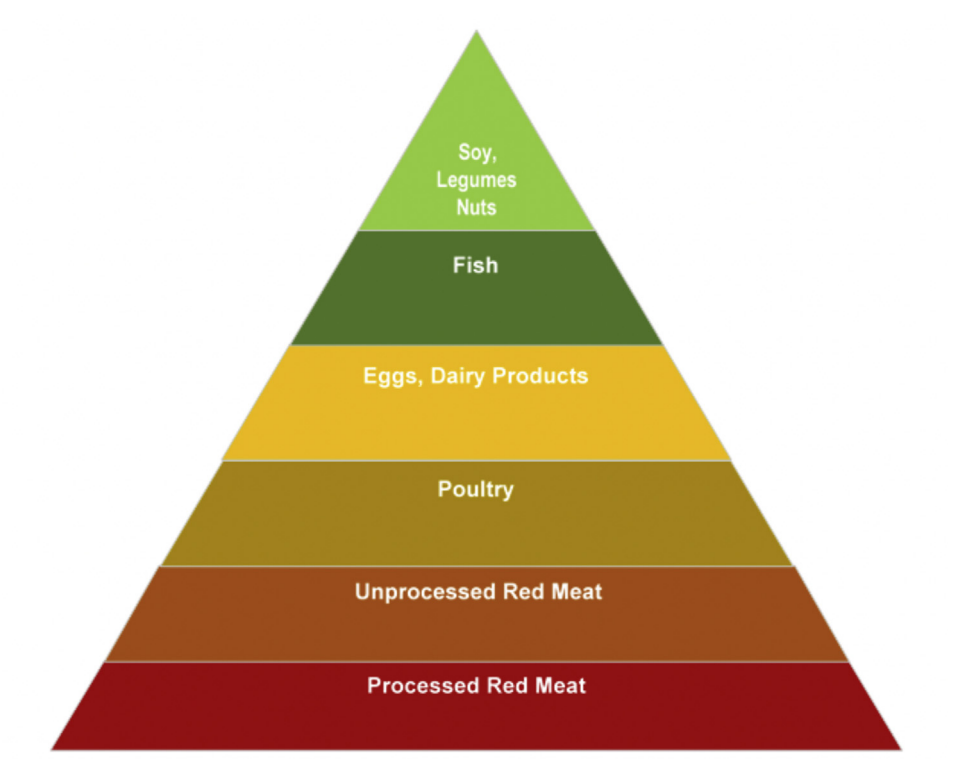 Soy,
Legumes
Nuts
Fish
Eggs, Dairy Products
Poultry
Unprocessed Red Meat
Processed Red Meat